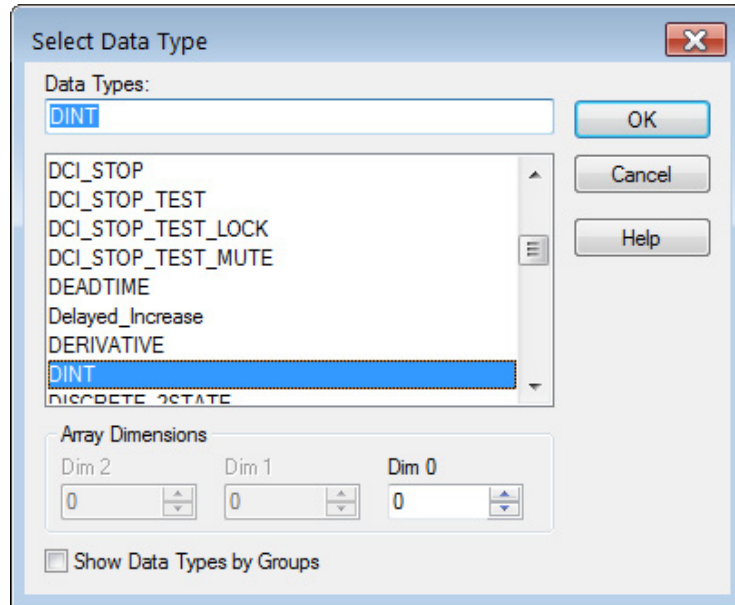 Select Data Type
Data Types:
DINT
OK
DCI_STOP
DCI_STOP_TEST
DCI_STOP_TEST_LOCK
DCI_STOP_TEST_MUTE
DEADTIME
Delayed_Increase
DERIVATIVE
DINT
DISCRETE_2STATE
Cancel
Help
Array Dimensions
Dim 2 Dim 1 Dim 0
0 0 0
Show Data Types by Groups